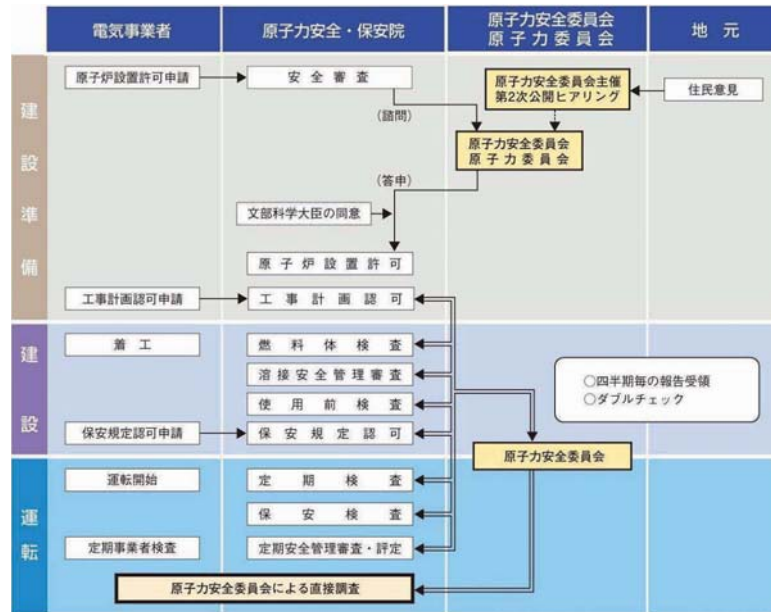 電気事業者
原子力安全・保安院
原子力安全委員会
原子力委員会
地元
建設準備
原子炉設置許可申請
安全審査
原子力安全委員会主催
第2次公開ヒアリング
住民意見
(諮問)
原子力安全委員会
原子力委員会
(答申)
文部科学大臣の同意
原子炉設置許可
工事計画認可申請
工事計画認可
建設
着工
燃料体検査
溶接安全管理審査
使用前検査
保安規定認可申請
保安規定認可
○四半期毎の報告受領
○ダブルチェック
原子力安全委員会
運転
運転開始
定期検査
保安検査
定期事業者検査
定期安全管理審査・評定
原子力安全委員会による直接調査